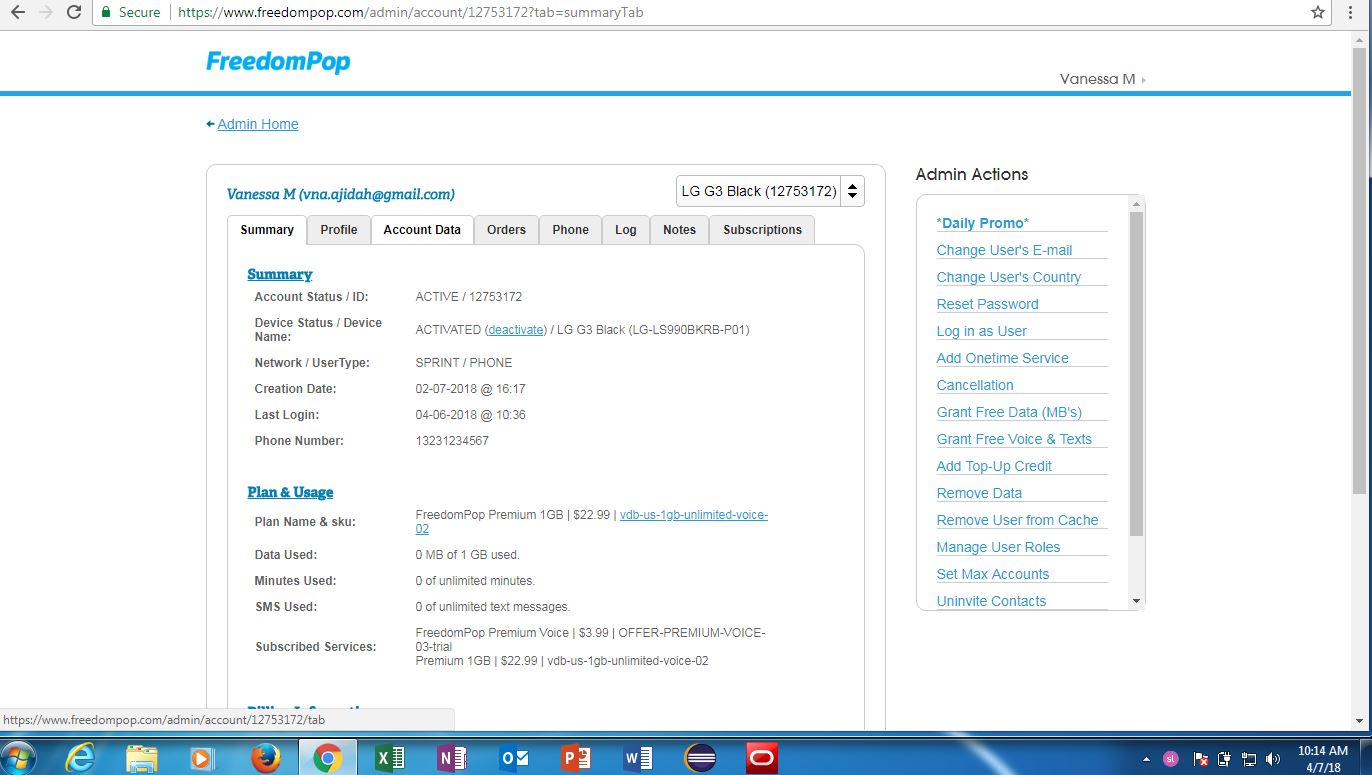 Secure https://www.freedompop.com/admin/account/12753172?tab=summaryTab
FreedomPop
Vanessa M
Admin Home
Vanessa M (vna.ajidah@gmail.com)
LG G3 Black (12753172)
Summary Profile Account Data Orders Phone Log Notes Subscriptions
Summary
Account Status / ID: ACTIVE / 12753172
Device Status / Device
Name:
ACTIVATED (deactivate) / LG G3 Black (LG-LS990BKRB-P01)
Network / UserType: SPRINT / PHONE
Creation Date: 02-07-2018 @ 16:17
Last Login: 04-06-2018 @ 10:36
Phone Number: 13231234567
Plan & Usage
Plan Name & sku:
FreedomPop Premium 1GB | $22.99 | vdb-us-1gb-unlimited-voice-
02
Data Used: 0 MB of 1 GB used.
Minutes Used: 0 of unlimited minutes.
SMS Used: 0 of unlimited text messages.
Subscribed Services:
FreedomPop Premium Voice | $3.99 | OFFER-PREMIUM-VOICE-
03-trial
Premium 1GB | $22.99 | vdb-us-1gb-unlimited-voice-02
Admin Actions
*Daily Promo*
Change User's E-mail
Change User's Country
Reset Password
Log in as User
Add Onetime Service
Cancellation
Grant Free Data (MB's)
Grant Free Voice & Texts
Add Top-Up Credit
Remove Data
Remove User from Cache
Manage User Roles
Set Max Accounts
Uninvite Contacts
https://www.freedompop.com/admin/account/12753172/tab
sl
10:14 AM
4/7/18